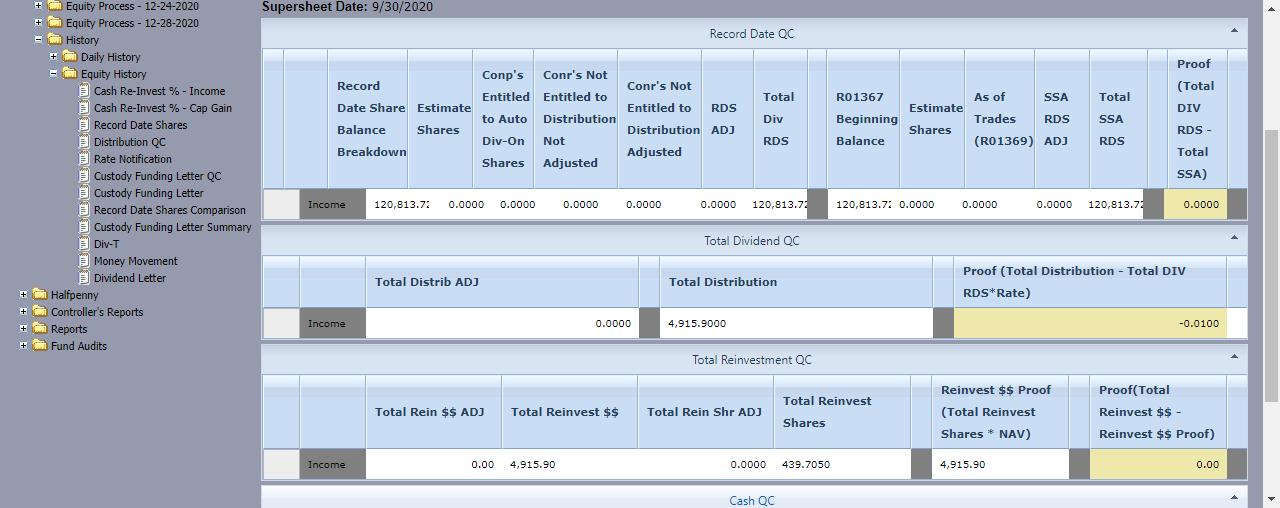 Equity Process - 12-24-2020
Equity Process - 12-28-2020
History
Daily History
Equity History
Cash Re-Invest % - Income
Cash Re-Invest % - Cap Gain
Record Date Shares
Distribution QC
Rate Notification
Custody Funding Letter QC
Custody Funding Letter
Record Date Shares Comparison
Custody Funding Letter Summary
Div-T
Money Movement
Dividend Letter
Halfpenny
Controller's Reports
Reports
Fund Audits
Supersheet Date: 9/30/2020
Record Date QC
Record
Date Share
Balance
Breakdown
Estimate
Shares
Conp's
Entitled
to Auto
Div-On
Shares
Conr's Not
Entitled to
Distribution
Not
Adjusted
Conr's Not
Entitled to
Distribution
Adjusted
RDS
ADJ
Total
Div
RDS
R01367
Beginning
Balance
Estimate
Shares
As of
Trades
(R01369)
SSA
RDS
ADJ
Total
SSA
RDS
Proof
(Total
DIV
RDS -
Total
SSA)
Income 120,813.72 0.0000 0.0000 0.0000 0.0000 0.0000 120,813.72 120,813.72 0.0000 0.0000 0.0000 120,813.72 0.0000
Total Dividend QC
Total Distrib ADJ
Total Distribution
Proof (Total Distribution - Total DIV
RDS*Rate)
Income 0.0000 4,915.9000 -0.0100
Total Reinvestment QC
Total Rein $$ ADJ
Total Reinvest $$
Total Rein Shr ADJ
Total Reinvest
Shares
Reinvest $$ Proof
(Total Reinvest
Shares * NAV)
Proof(Total
Reinvest $$ -
Reinvest $$ Proof)
Income 0.00 4,915.90 0.0000 439.7050 4,915.90 0.00
Cash QC